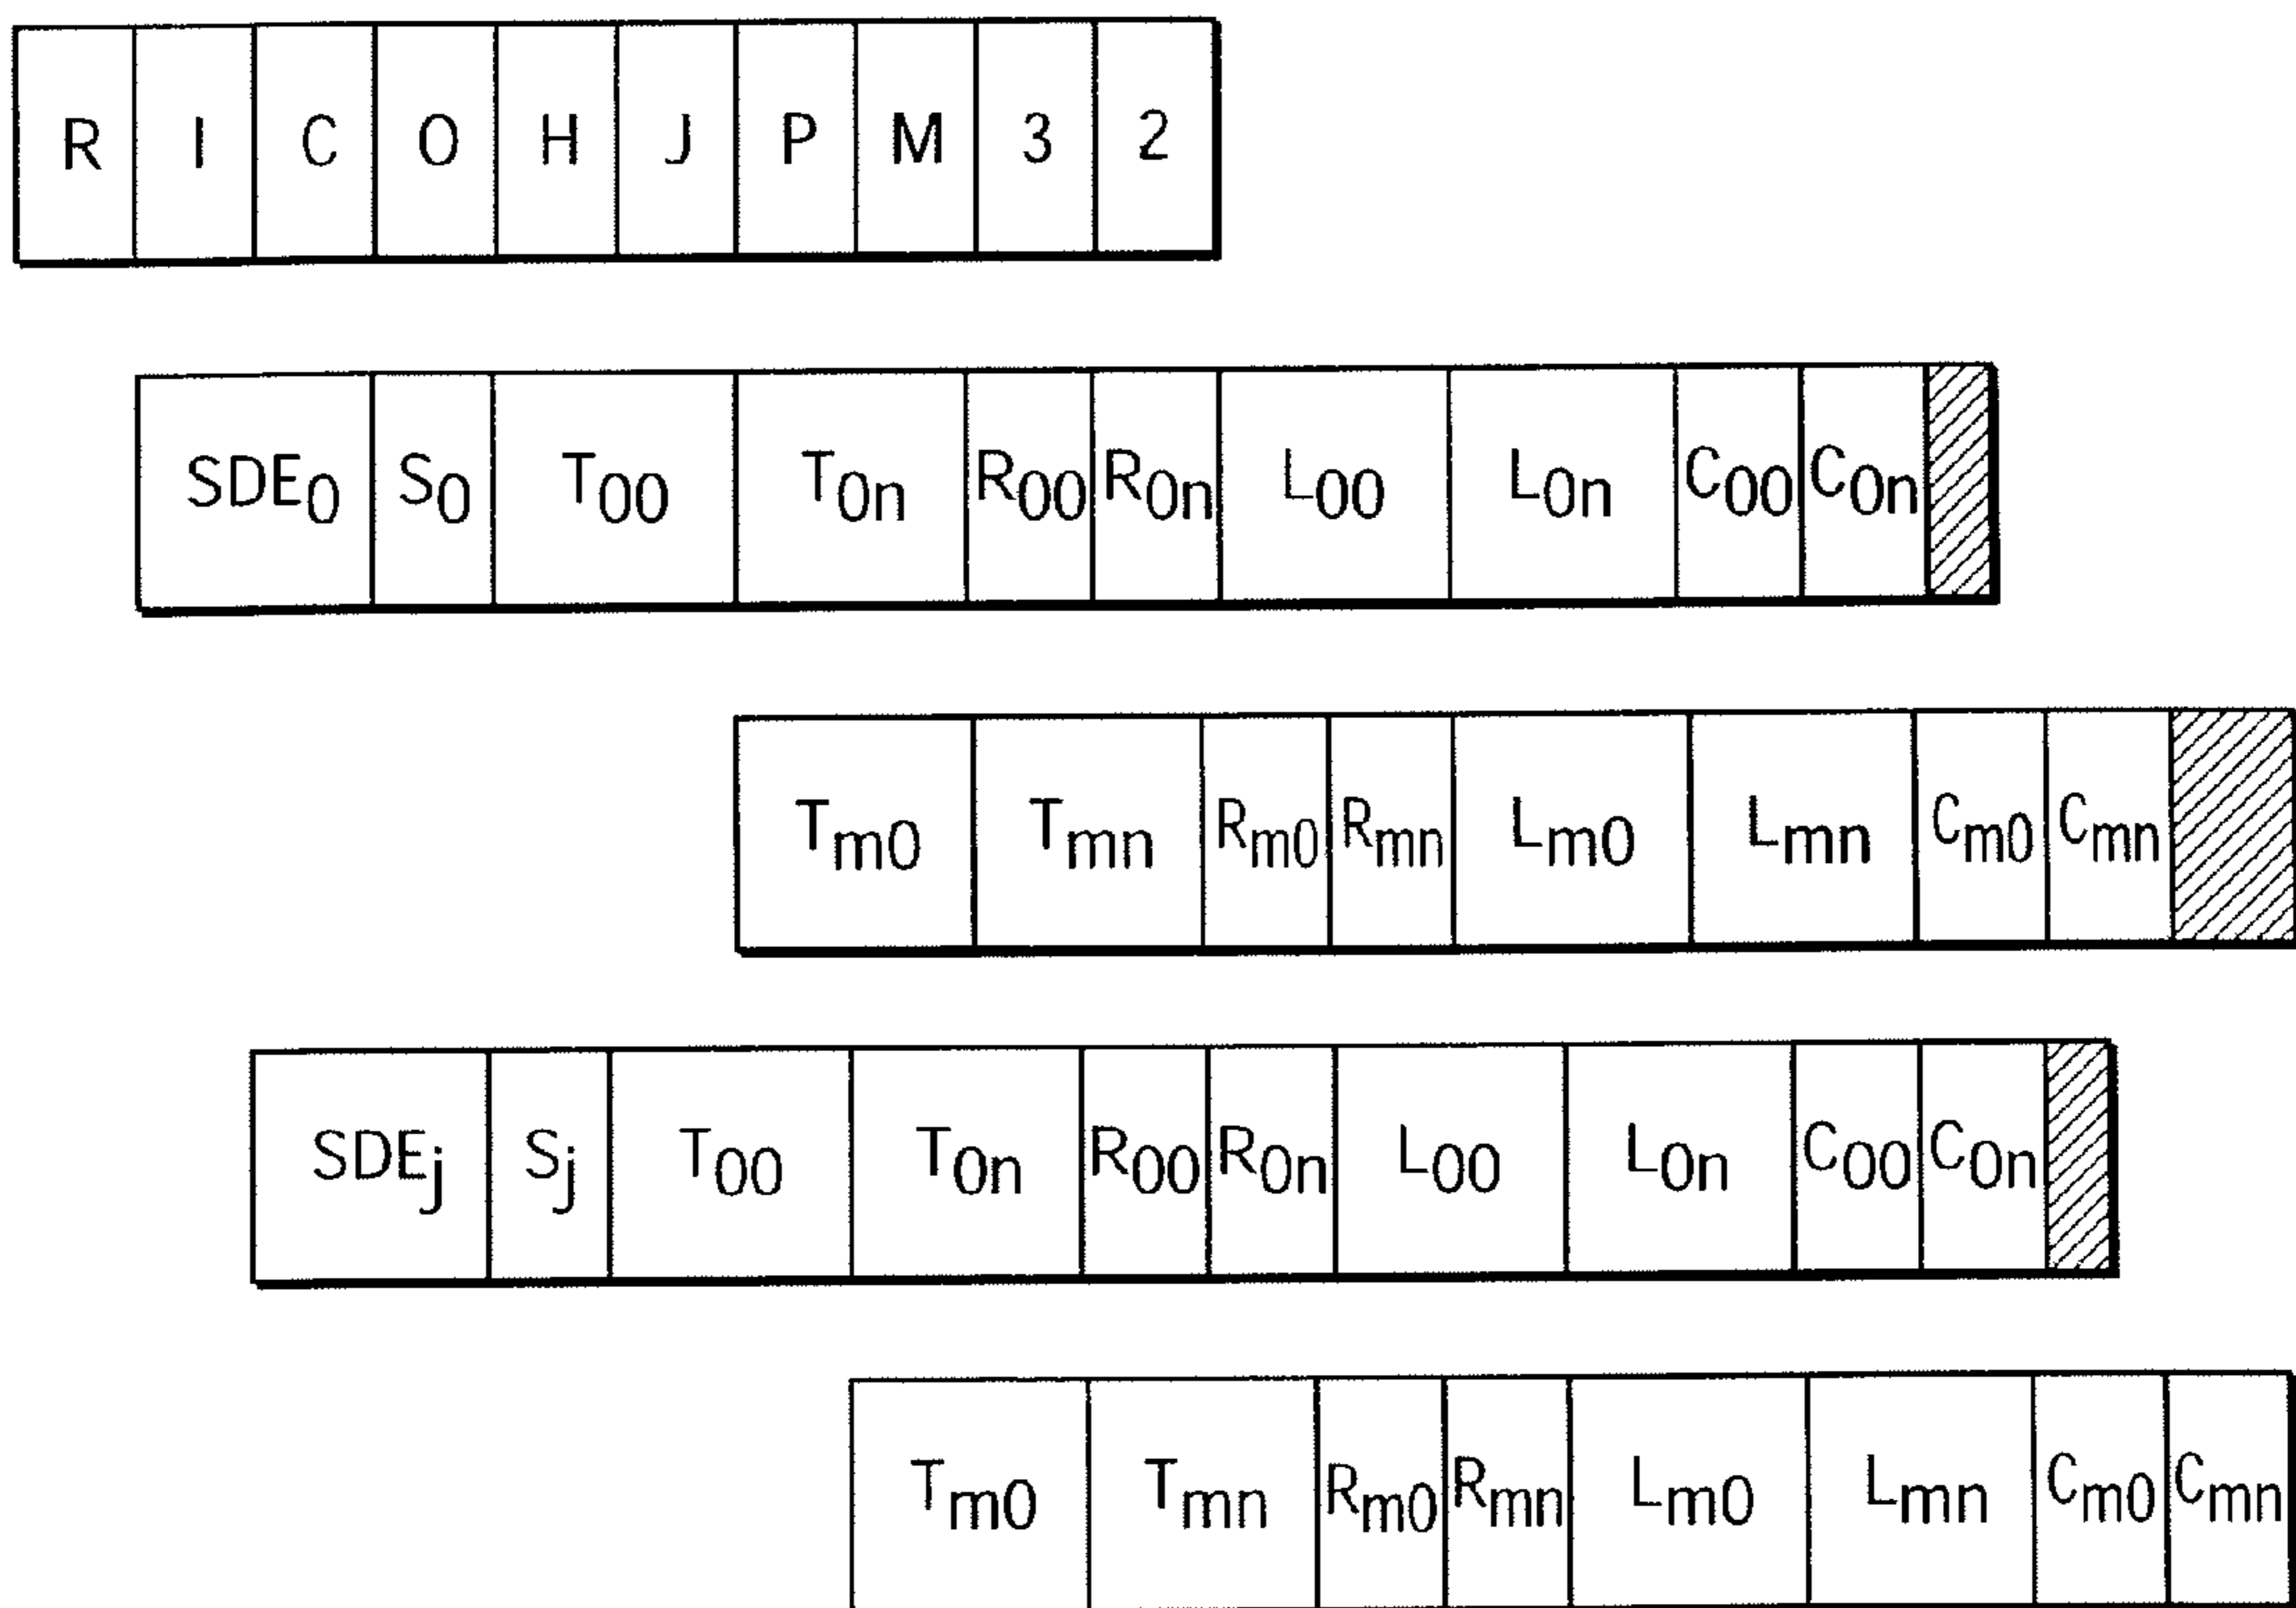 R I C O H J P M 3 2
SDE₀ S₀ T₀₀ T₀ₙ R₀₀ R₀ₙ L₀₀ L₀ₙ C₀₀ C₀ₙ
Tₘ₀ Tₘₙ Rₘ₀ Rₘₙ Lₘ₀ Lₘₙ Cₘ₀ Cₘₙ
SDEⱼ Sⱼ T₀₀ T₀ₙ R₀₀ R₀ₙ L₀₀ L₀ₙ C₀₀ C₀ₙ
Tₘ₀ Tₘₙ Rₘ₀ Rₘₙ Lₘ₀ Lₘₙ Cₘ₀ Cₘₙ